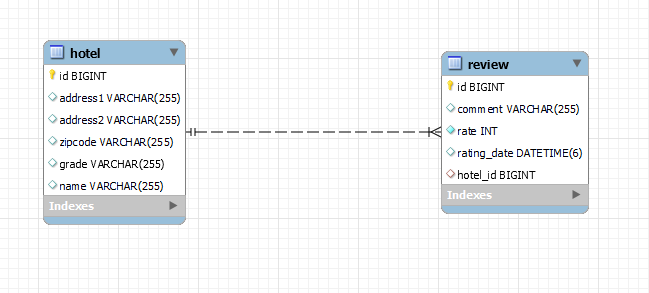 hotel
id BIGINT
address1 VARCHAR(255)
address2 VARCHAR(255)
zipcode VARCHAR(255)
grade VARCHAR(255)
name VARCHAR(255)
Indexes
review
id BIGINT
comment VARCHAR(255)
rate INT
rating_date DATETIME(6)
hotel_id BIGINT
Indexes